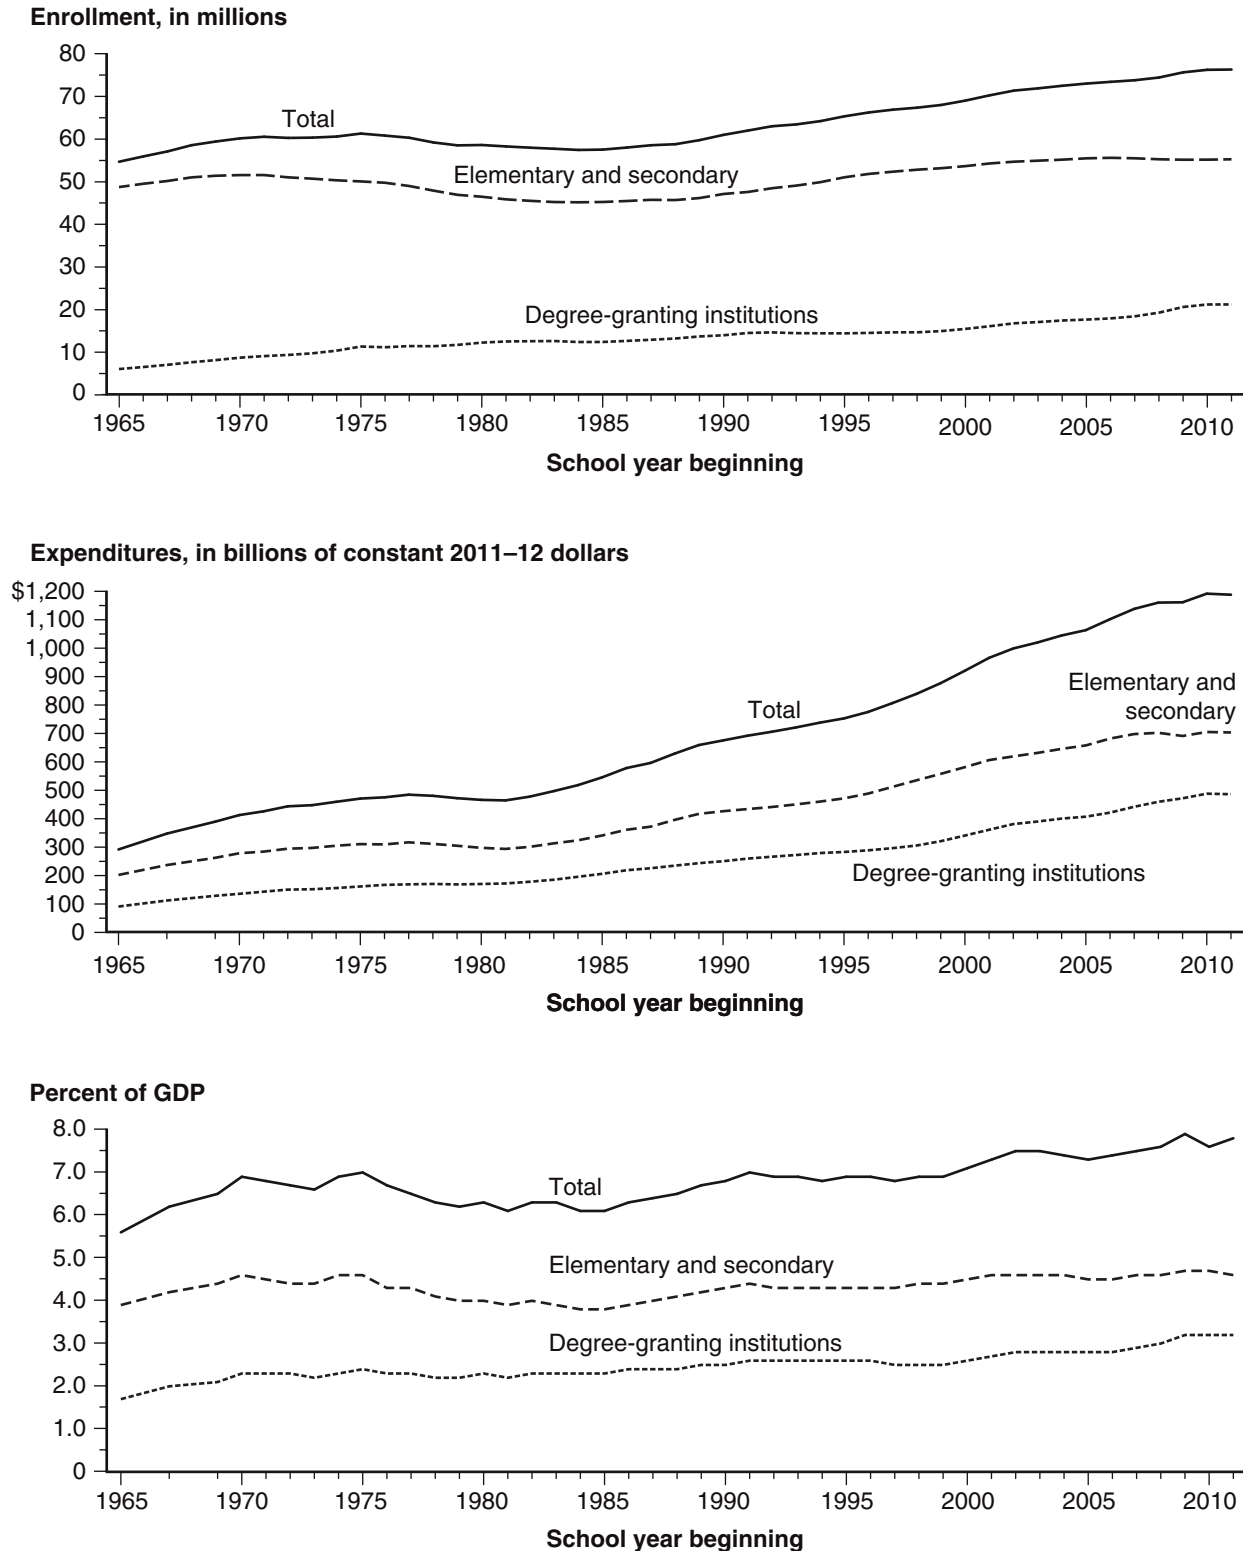 Enrollment, in millions
80
70
Total
60
Elementary and secondary
50
40
30
Degree-granting institutions
20
10
0
1965 1970 1975 1980 1985 1990 1995 2000 2005 2010
School year beginning
Expenditures, in billions of constant 2011–12 dollars
$1,200
1,100
1,000
900
Elementary and
secondary
800
Total
700
600
500
400
300
200
Degree-granting institutions
100
0
1965 1970 1975 1980 1985 1990 1995 2000 2005 2010
School year beginning
Percent of GDP
8.0
7.0
Total
6.0
5.0
Elementary and secondary
4.0
3.0
Degree-granting institutions
2.0
1.0
0
1965 1970 1975 1980 1985 1990 1995 2000 2005 2010
School year beginning